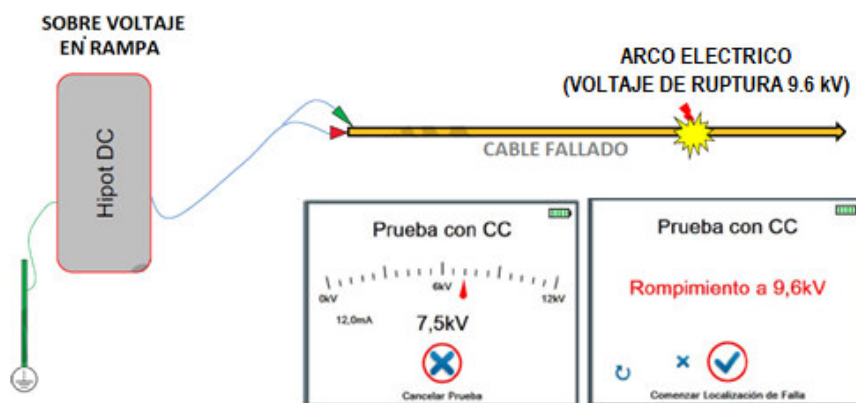 SOBRE VOLTAJE
EN RAMPA
Hipot DC
ARCO ELECTRICO
(VOLTAJE DE RUPTURA 9.6 kV)
CABLE FALLADO
Prueba con CC
0kV
6kV
12kV
12,0mA
7,5kV
Cancelar Prueba
Prueba con CC
Rompimiento a 9,6kV
Comenzar Localización de Falla